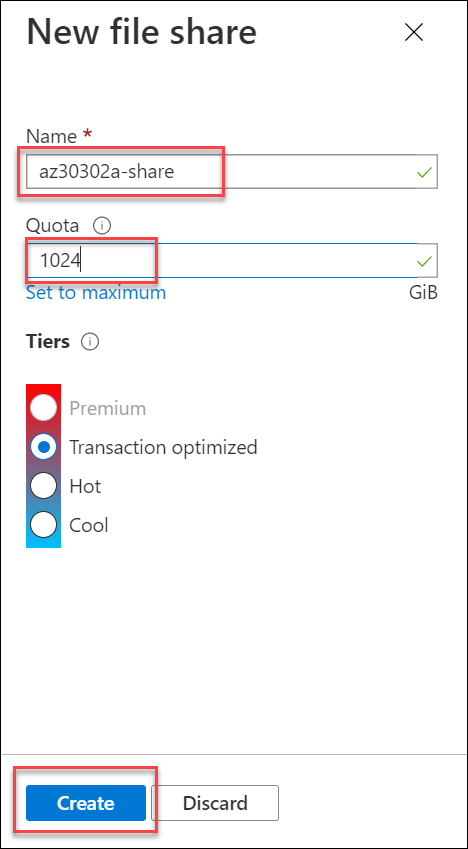 New file share
Name *
az30302a-share
Quota
1024
Set to maximum GiB
Tiers
Premium
Transaction optimized
Hot
Cool
Create Discard